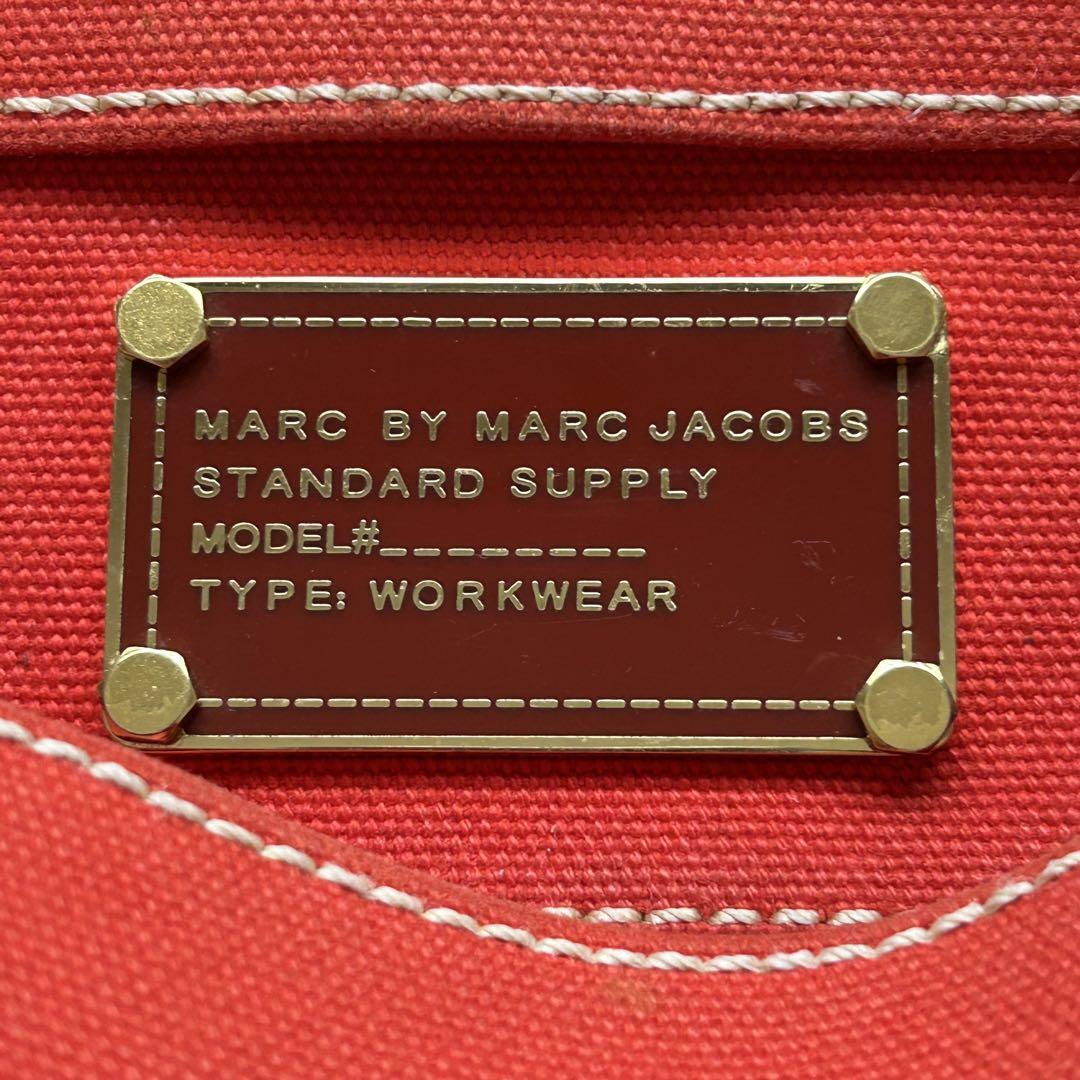 MARC BY MARC JACOBS
STANDARD SUPPLY
MODEL#_________
TYPE: WORKWEAR